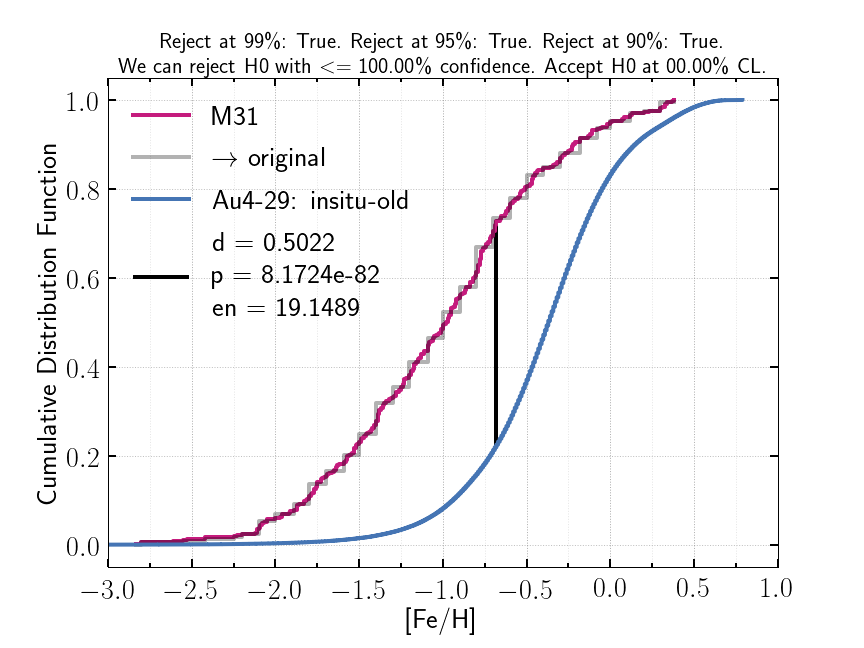 Reject at 99%: True. Reject at 95%: True. Reject at 90%: True.
We can reject H0 with <= 100.00% confidence. Accept H0 at 00.00% CL.
M31
→ original
Au4-29: insitu-old
d = 0.5022
p = 8.1724e-82
en = 19.1489
Cumulative Distribution Function
1.0
0.8
0.6
0.4
0.2
0.0
−3.0 −2.5 −2.0 −1.5 −1.0 −0.5 0.0 0.5 1.0
[Fe/H]